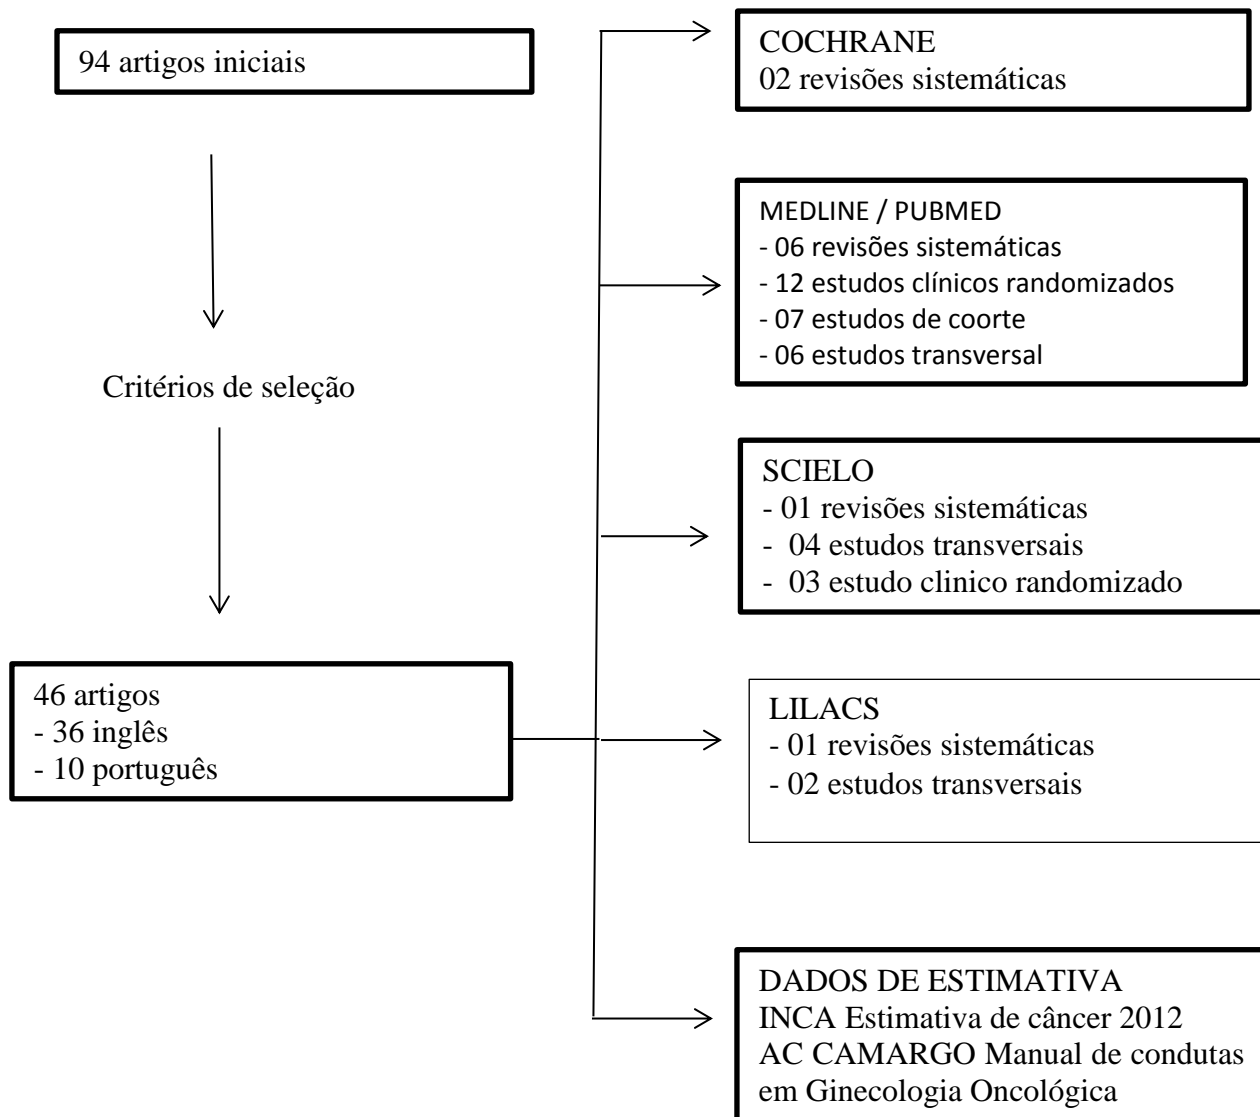 94 artigos iniciais
Critérios de seleção
46 artigos
- 36 inglês
- 10 português
COCHRANE
02 revisões sistemáticas
MEDLINE / PUBMED
- 06 revisões sistemáticas
- 12 estudos clínicos randomizados
- 07 estudos de coorte
- 06 estudos transversal
SCIELO
- 01 revisões sistemáticas
- 04 estudos transversais
- 03 estudo clinico randomizado
LILACS
- 01 revisões sistemáticas
- 02 estudos transversais
DADOS DE ESTIMATIVA
INCA Estimativa de câncer 2012
AC CAMARGO Manual de condutas
em Ginecologia Oncológica